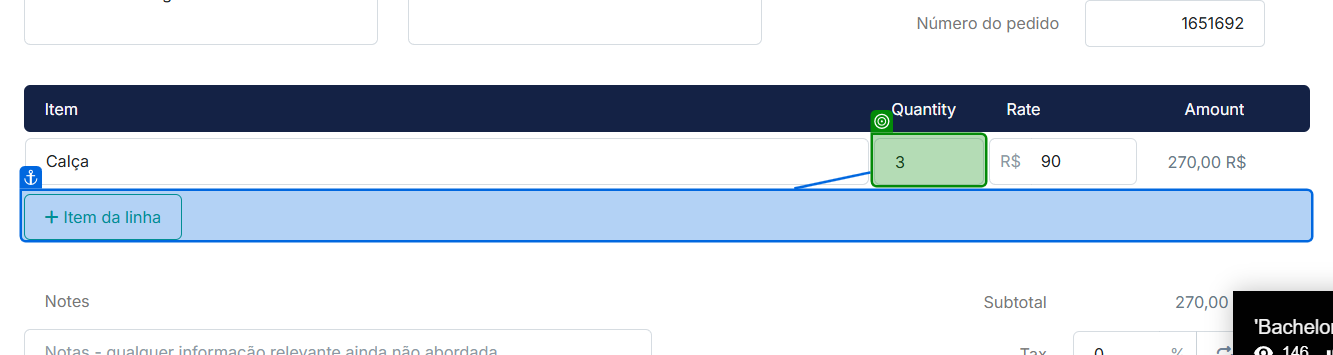 Número do pedido
1651692
Item Quantity Rate Amount
Calça 3 R$ 90 270,00 R$
+ Item da linha
Notes
Subtotal 270,00
'Bachelor
Notas - qualquer informação relevante ainda não abordada
Tax 0 %
146